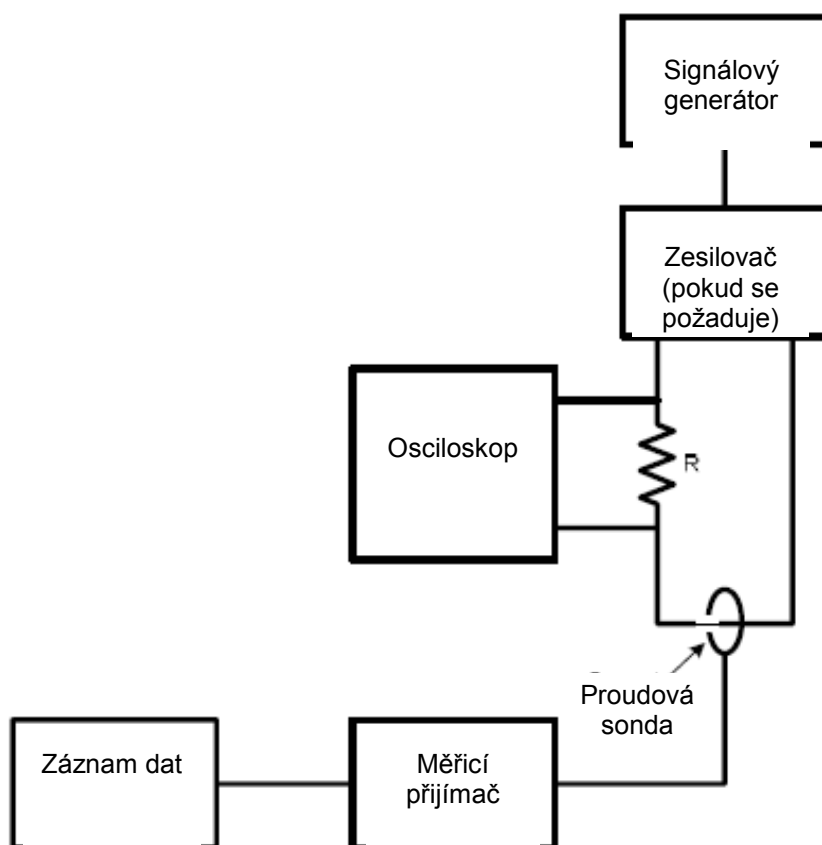 Signálový
generátor
Zesilovač
(pokud se
požaduje)
Osciloskop
R
Proudová
sonda
Záznam dat
Měřicí
přijímač